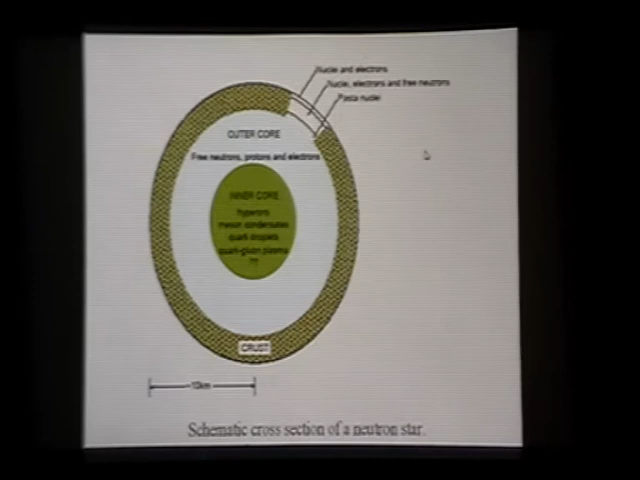 Nuclei and electrons
Nuclei, electrons and free neutrons
Pasta nuclei
OUTER CORE
Free neutrons, protons and electrons
INNER CORE
hyperons
meson condensates
quark droplets
quark-gluon plasma
??
CRUST
10km
Schematic cross section of a neutron star.